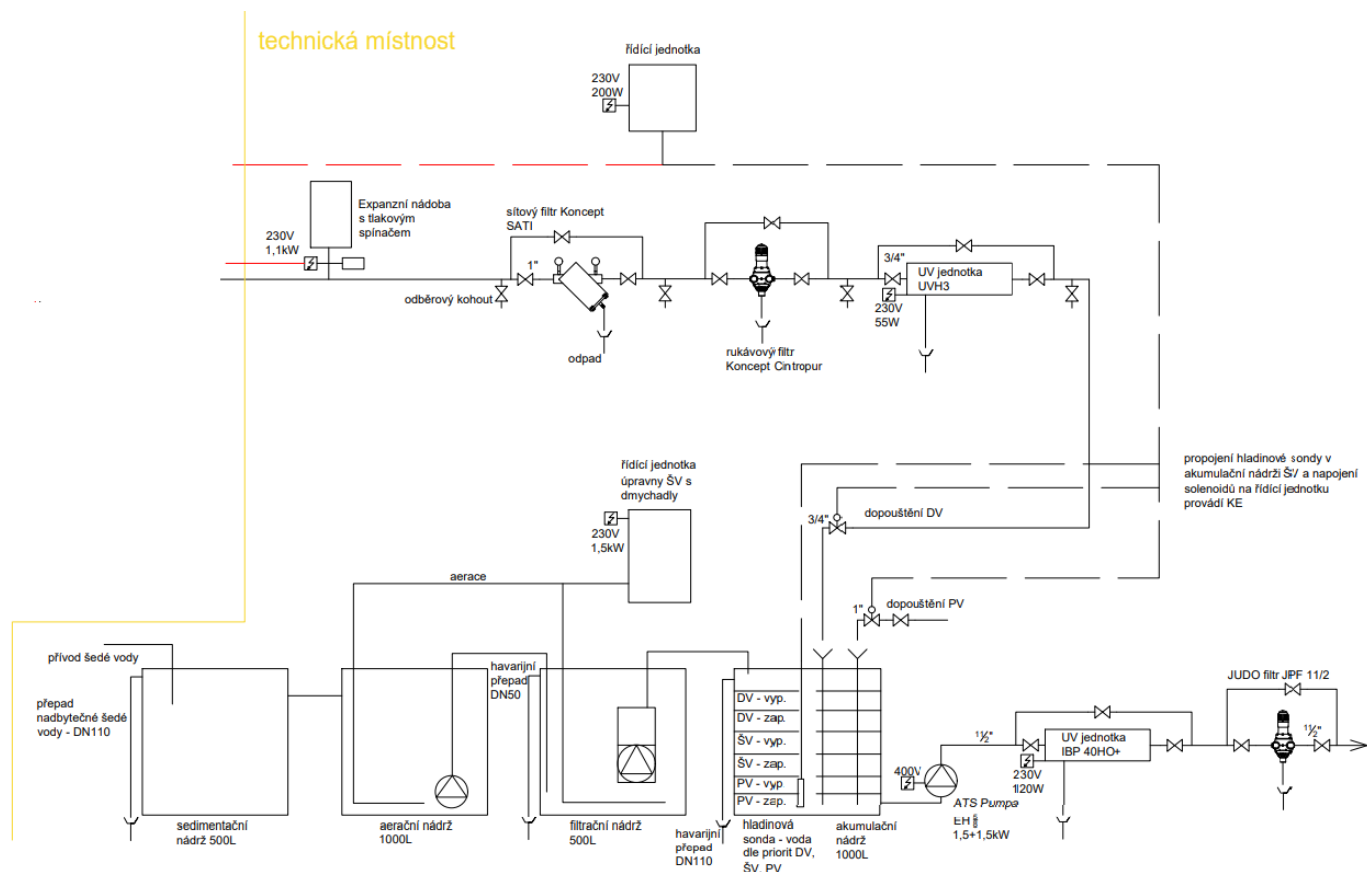 technická místnost
řídící jednotka
230V
200W
Expanzní nádoba
s tlakovým
spínačem
230V
1,1kW
sítový filtr Koncept
SATI
1"
odběrový kohout
odpad
rukávový filtr
Koncept Cintropur
3/4"
UV jednotka
UVH3
230V
55W
řídící jednotka
úpravny ŠV s
dmychadly
230V
1,5kW
propojení hladinové sondy v
akumulační nádrži ŠV a napojení
solenoidů na řídící jednotku
provádí KE
3/4"
dopouštění DV
aerace
1"
dopouštění PV
přívod šedé vody
přepad
nadbytečné šedé
vody - DN110
havarijní
přepad
DN50
DV - vyp.
DV - zap.
ŠV - vyp.
ŠV - zap.
PV - vyp
PV - zap.
JUDO filtr JPF 11/2
11/2"
UV jednotka
IBP 40HO+
11/2"
400V
230V
120W
ATS Pumpa
EH
1,5+1,5kW
sedimentační
nádrž 500L
aerační nádrž
1000L
filtrační nádrž
500L
havarijní
přepad
DN110
hladinová
sonda - voda
dle priorit DV,
ŠV, PV
akumulační
nádrž
1000L